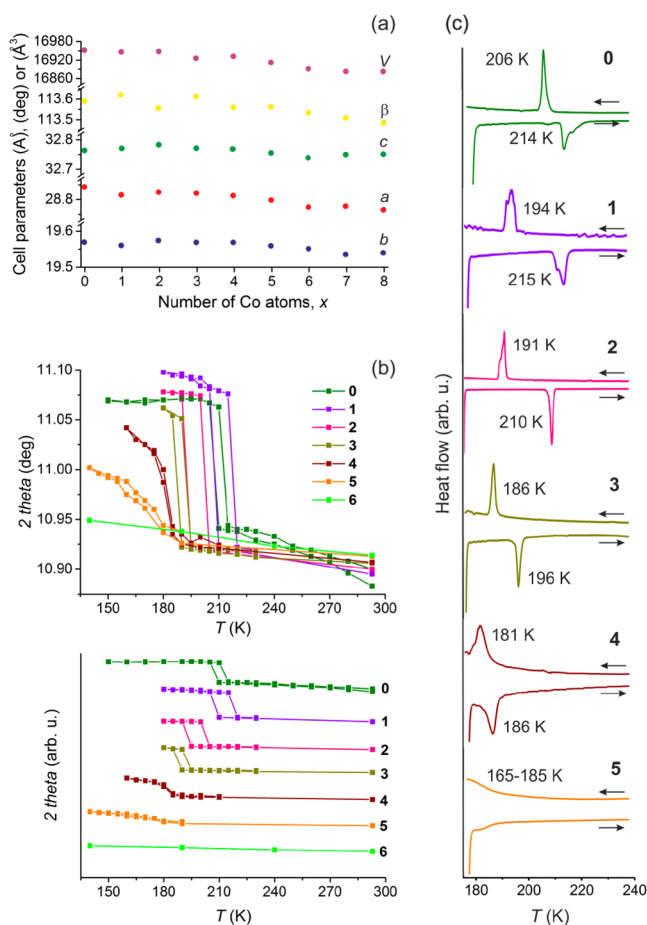 (a)
Cell parameters (Å), (deg) or (Å³)
16980
16920
16860
113.6
113.5
32.8
32.7
28.8
19.6
19.5
V
β
c
a
b
0 1 2 3 4 5 6 7 8
Number of Co atoms, x
(b)
2 theta (deg)
11.10
11.05
11.00
10.95
10.90
0
1
2
3
4
5
6
150 180 210 240 270 300
T (K)
2 theta (arb. u.)
0
1
2
3
4
5
6
150 180 210 240 270 300
T (K)
(c)
Heat flow (arb. u.)
206 K
0
214 K
194 K
1
215 K
191 K
2
210 K
186 K
3
196 K
181 K
4
186 K
165-185 K
5
180 200 220 240
T (K)